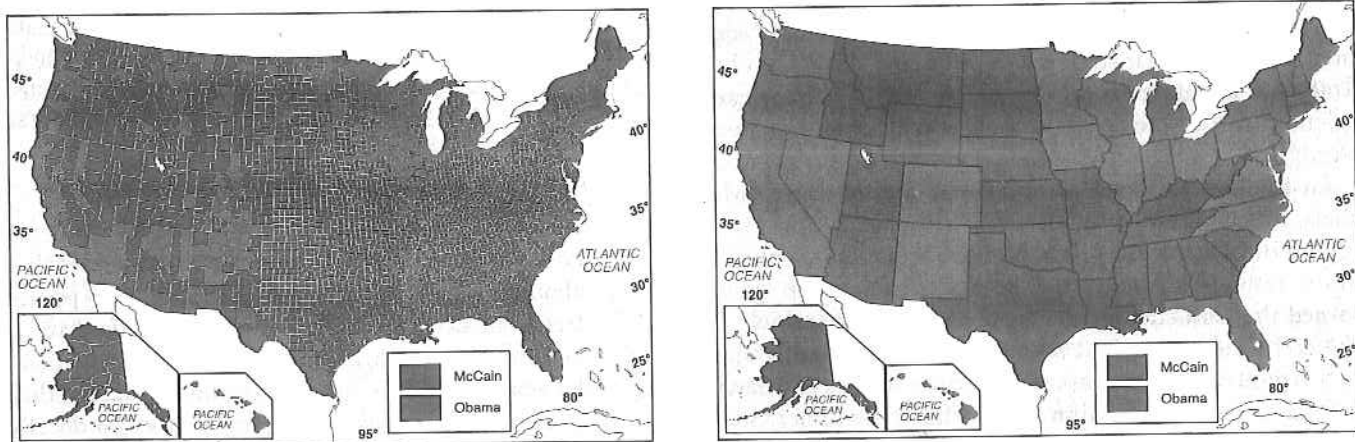 45°
40°
35°
40°
35°
30°
25°
PACIFIC
OCEAN
120°
ATLANTIC
OCEAN
PACIFIC
OCEAN
PACIFIC
OCEAN
McCain
Obama
95°
80°
45°
40°
35°
40°
35°
30°
25°
PACIFIC
OCEAN
120°
ATLANTIC
OCEAN
PACIFIC
OCEAN
PACIFIC
OCEAN
McCain
Obama
95°
80°